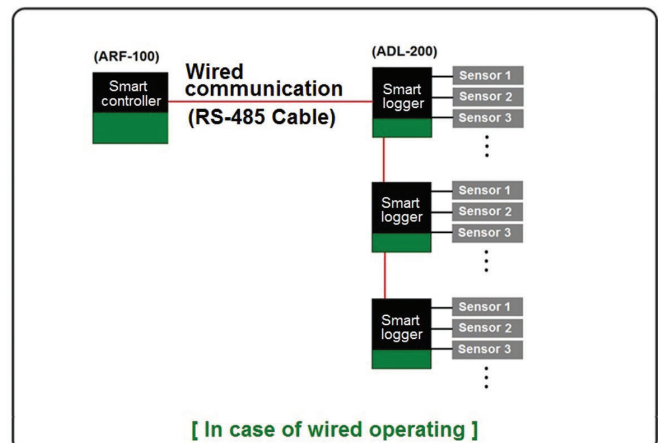 (ARF-100)
Smart
controller
Wired
communication
(RS-485 Cable)
(ADL-200)
Smart
logger
Sensor 1
Sensor 2
Sensor 3
Smart
logger
Sensor 1
Sensor 2
Sensor 3
Smart
logger
Sensor 1
Sensor 2
Sensor 3
[ In case of wired operating ]